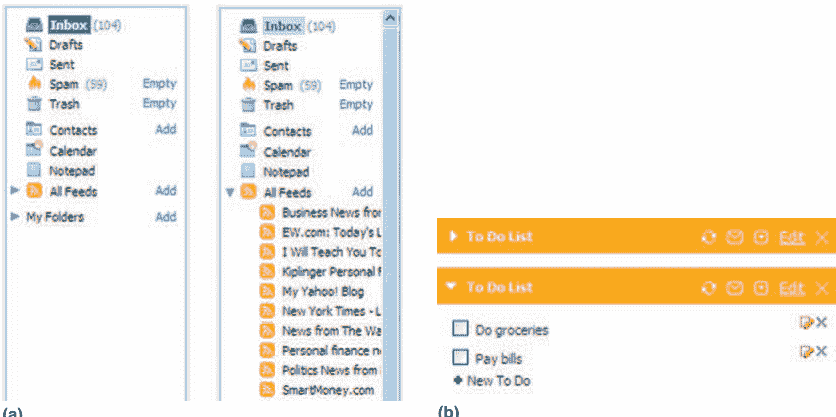 Inbox (104)
Drafts
Sent
Spam (59) Empty
Trash Empty
Contacts Add
Calendar
Notepad
All Feeds Add
My Folders Add
Inbox (104)
Drafts
Sent
Spam (59) Empty
Trash Empty
Contacts Add
Calendar
Notepad
All Feeds Add
Business News fror
EW.com: Today's L
I Will Teach You To
Kiplinger Personal F
My Yahoo! Blog
New York Times - L
News from The Wa
Personal finance n
Politics News from
SmartMoney.com
(a)
To Do List Edit
To Do List Edit
Do groceries
Pay bills
New To Do
(b)